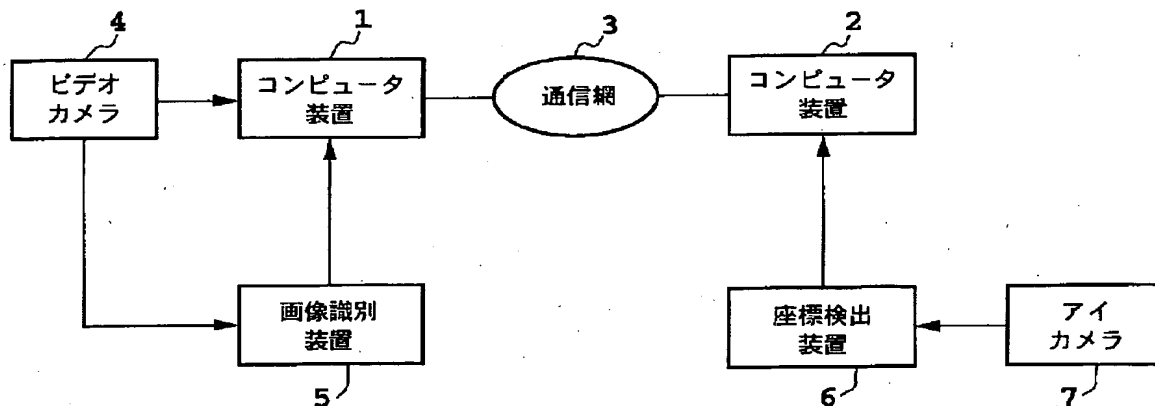 4
1
3
2
ビデオ
カメラ
コンピュータ
装置
通信網
コンピュータ
装置
画像識別
装置
座標検出
装置
アイ
カメラ
5
6
7